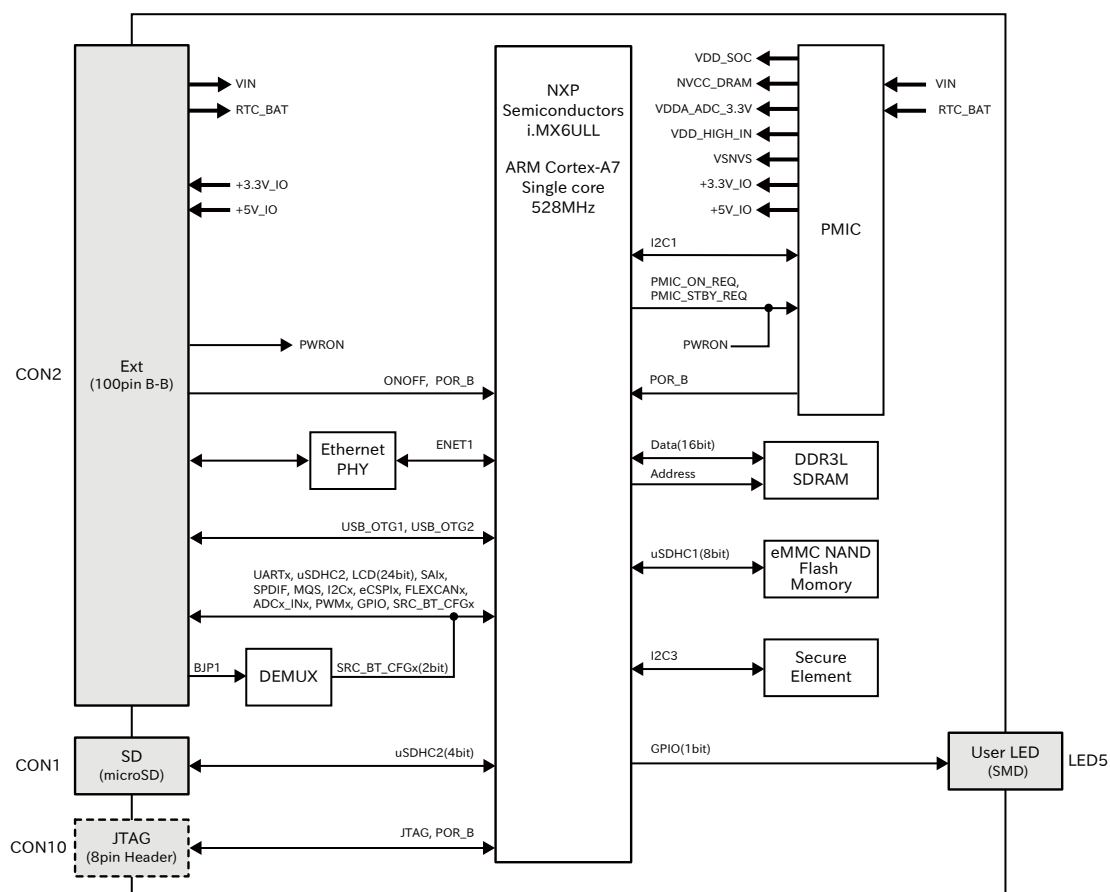 CON2
Ext
(100pin B-B)
VIN
RTC_BAT
+3.3V_IO
+5V_IO
PWRON
ONOFF, POR_B
Ethernet
PHY
ENET1
USB_OTG1, USB_OTG2
UARTx, uSDHC2, LCD(24bit), SAIx,
SPDIF, MQS, I2Cx, eCSPIx, FLEXCANx,
ADCx_INx, PWMx, GPIO, SRC_BT_CFGx
BJP1
DEMUX
SRC_BT_CFGx(2bit)
CON1
SD
(microSD)
uSDHC2(4bit)
CON10
JTAG
(8pin Header)
JTAG, POR_B
NXP
Semiconductors
i.MX6ULL
ARM Cortex-A7
Single core
528MHz
VDD_SOC
NVCC_DRAM
VDDA_ADC_3.3V
VDD_HIGH_IN
VSNVS
+3.3V_IO
+5V_IO
PMIC
VIN
RTC_BAT
I2C1
PMIC_ON_REQ,
PMIC_STBY_REQ
PWRON
POR_B
Data(16bit)
Address
DDR3L
SDRAM
uSDHC1(8bit)
eMMC NAND
Flash
Momory
I2C3
Secure
Element
GPIO(1bit)
User LED
(SMD)
LED5